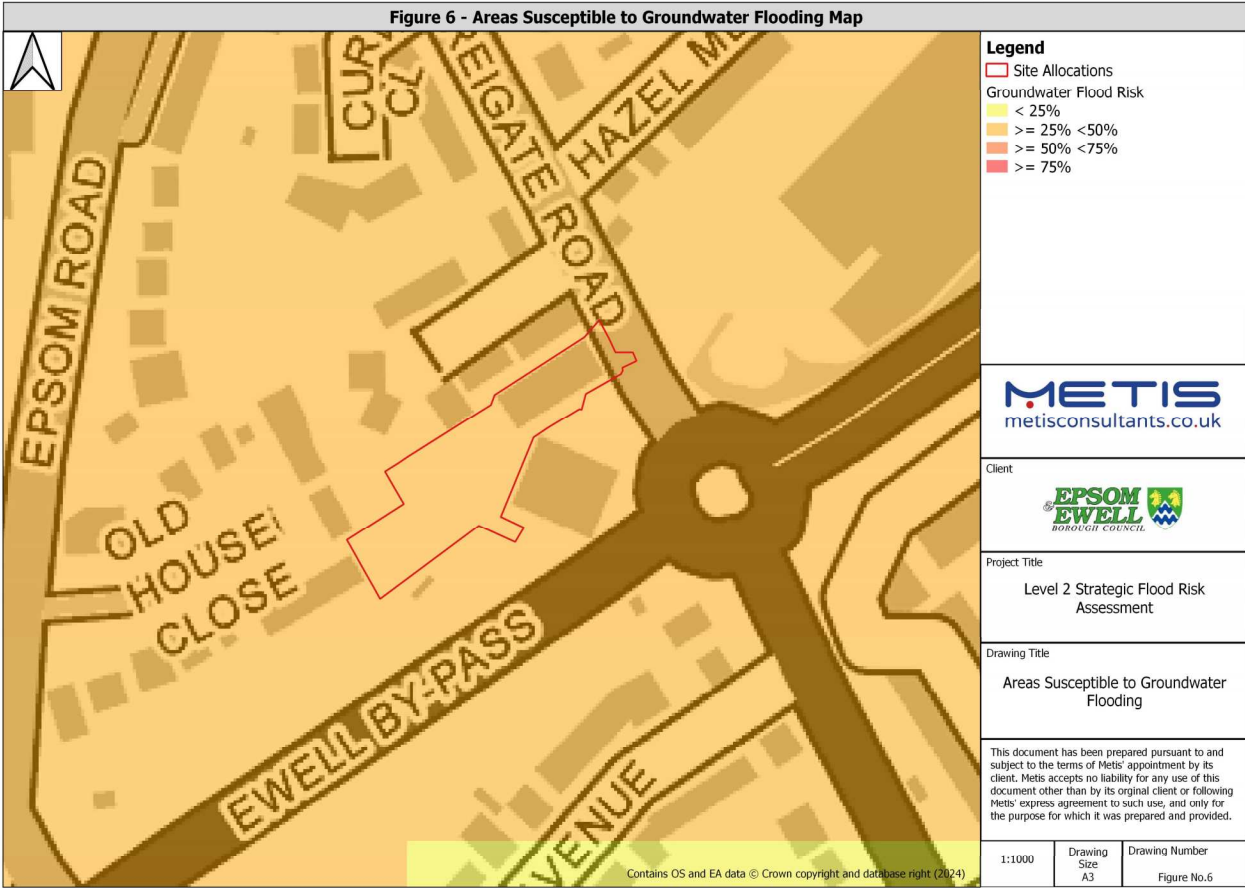 Figure 6 - Areas Susceptible to Groundwater Flooding Map
EPSOM ROAD
CL
REIGATE ROAD
HAZEL
OLD
HOUSE
CLOSE
EWELL BY-PASS
AVENUE
Contains OS and EA data © Crown copyright and database right (2024)
Legend
Site Allocations
Groundwater Flood Risk
< 25%
>= 25% <50%
>= 50% <75%
>= 75%
METIS
metisconsultants.co.uk
Client
EPSOM
& EWELL
BOROUGH COUNCIL
Project Title
Level 2 Strategic Flood Risk
Assessment
Drawing Title
Areas Susceptible to Groundwater
Flooding
This document has been prepared pursuant to and
subject to the terms of Metis' appointment by its
client. Metis accepts no liability for any use of this
document other than by its orginal client or following
Metis' express agreement to such use, and only for
the purpose for which it was prepared and provided.
1:1000
Drawing
Size
A3
Drawing Number
Figure No.6